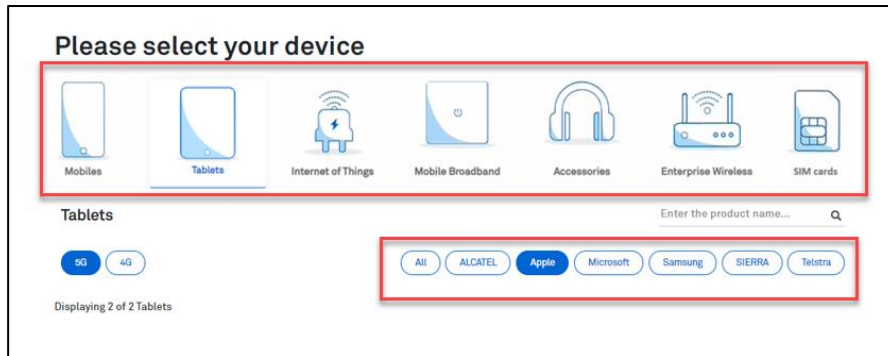 Please select your device
Mobiles Tablets Internet of Things Mobile Broadband Accessories Enterprise Wireless SIM cards
Tablets Enter the product name...
5G 4G All ALCATEL Apple Microsoft Samsung SIERRA Telstra
Displaying 2 of 2 Tablets